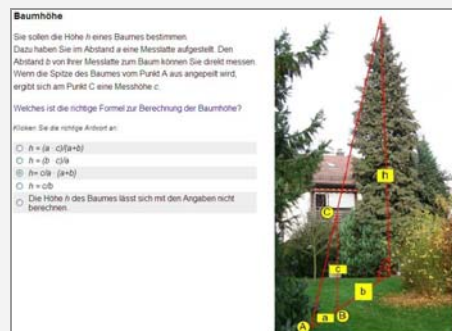 Baumhöhe
Sie sollen die Höhe h eines Baumes bestimmen.
Dazu haben Sie im Abstand a eine Messlatte aufgestellt. Den
Abstand b von Ihrer Messlatte zum Baum können Sie direkt messen.
Wenn die Spitze des Baumes vom Punkt A aus angepeilt wird,
ergibt sich am Punkt C eine Messhöhe c.
Welches ist die richtige Formel zur Berechnung der Baumhöhe?
Klicken Sie die richtige Antwort an:
h = (a c)/(a+b)
h = (b c)/a
h= c/a (a+b)
h = c/b
Die Höhe h des Baumes lässt sich mit den Angaben nicht
berechnen.
h
C
c
b
a
B
A